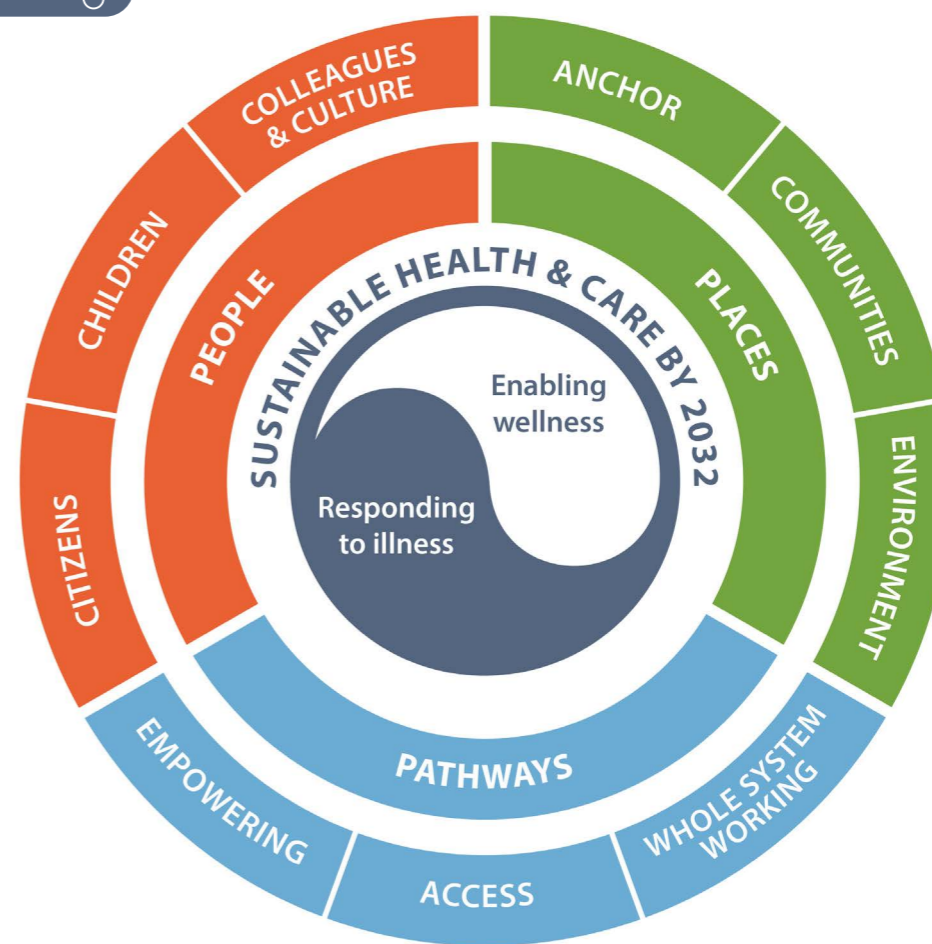 COLLEAGUES
& CULTURE
ANCHOR
COMMUNITIES
ENVIRONMENT
WHOLE SYSTEM
WORKING
ACCESS
EMPOWERING
CITIZENS
CHILDREN
PEOPLE
PLACES
PATHWAYS
SUSTAINABLE HEALTH & CARE BY 2032
Enabling
wellness
Responding
to illness